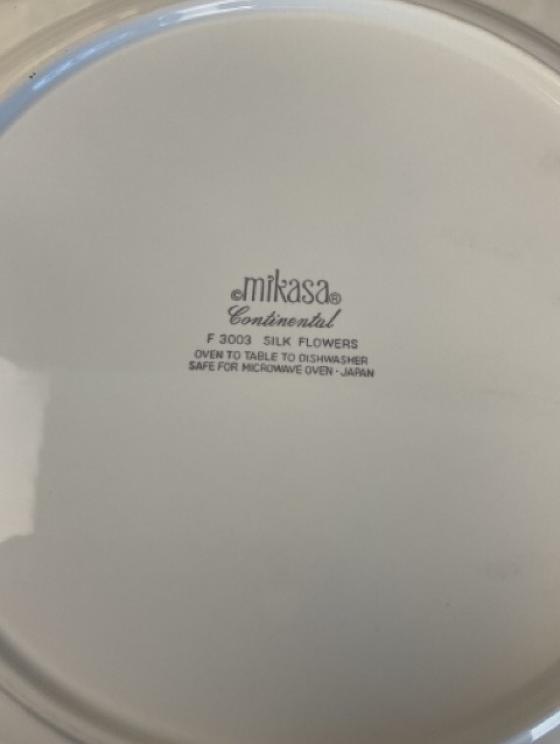 ©mikasa®
Continental
F 3003 SILK FLOWERS
OVEN TO TABLE TO DISHWASHER
SAFE FOR MICROWAVE OVEN · JAPAN